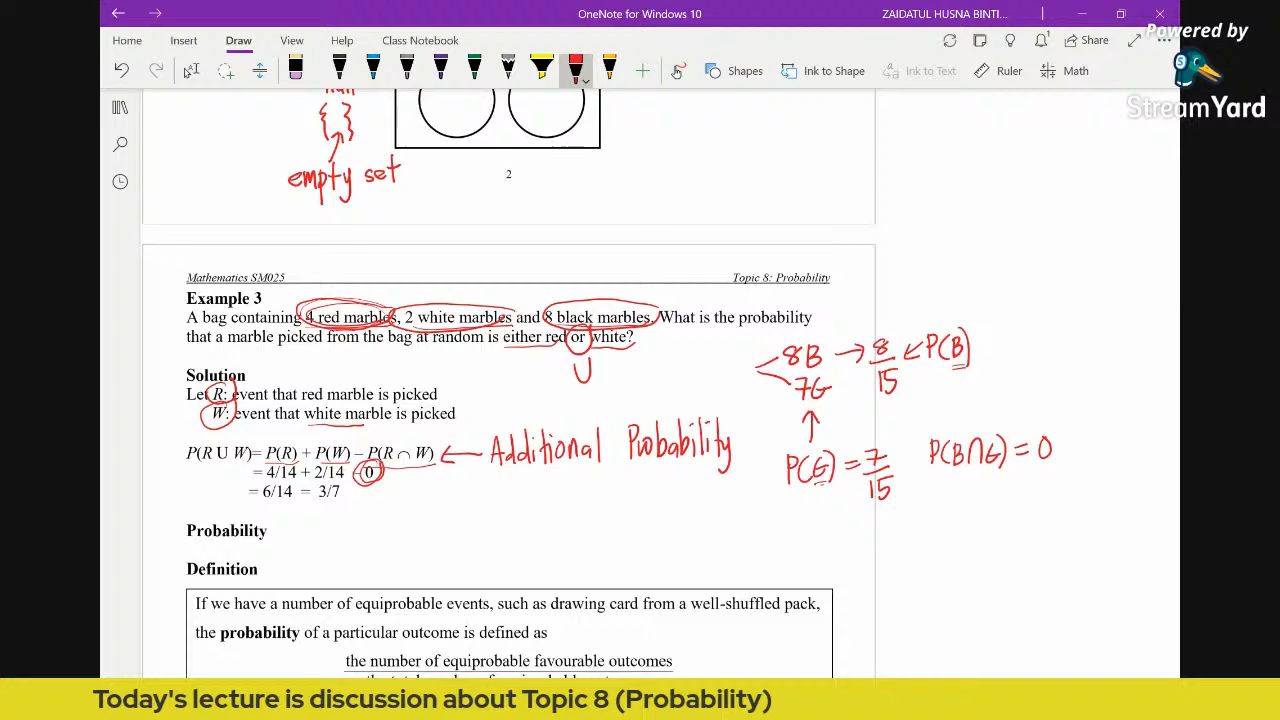 OneNote for Windows 10
ZAIDATUL HUSNA BINTI...
Powered by
StreamYard
Home Insert Draw View Help Class Notebook
Share
Shapes
Ink to Shape
Ink to Text
Ruler
Math
null
{ }
empty set
2
Mathematics SM025
Topic 8: Probability
Example 3
A bag containing 4 red marbles, 2 white marbles and 8 black marbles. What is the probability
that a marble picked from the bag at random is either red or white?
U
8B → 8/15 ← P(B)
7G
Solution
Let R: event that red marble is picked
W: event that white marble is picked
P(R U W)= P(R) + P(W) − P(R ∩ W) ← Additional Probability
= 4/14 + 2/14 0
= 6/14 = 3/7
P(G) = 7/15
P(B∩G) = 0
Probability
Definition
If we have a number of equiprobable events, such as drawing card from a well-shuffled pack,
the probability of a particular outcome is defined as
the number of equiprobable favourable outcomes
Today's lecture is discussion about Topic 8 (Probability)